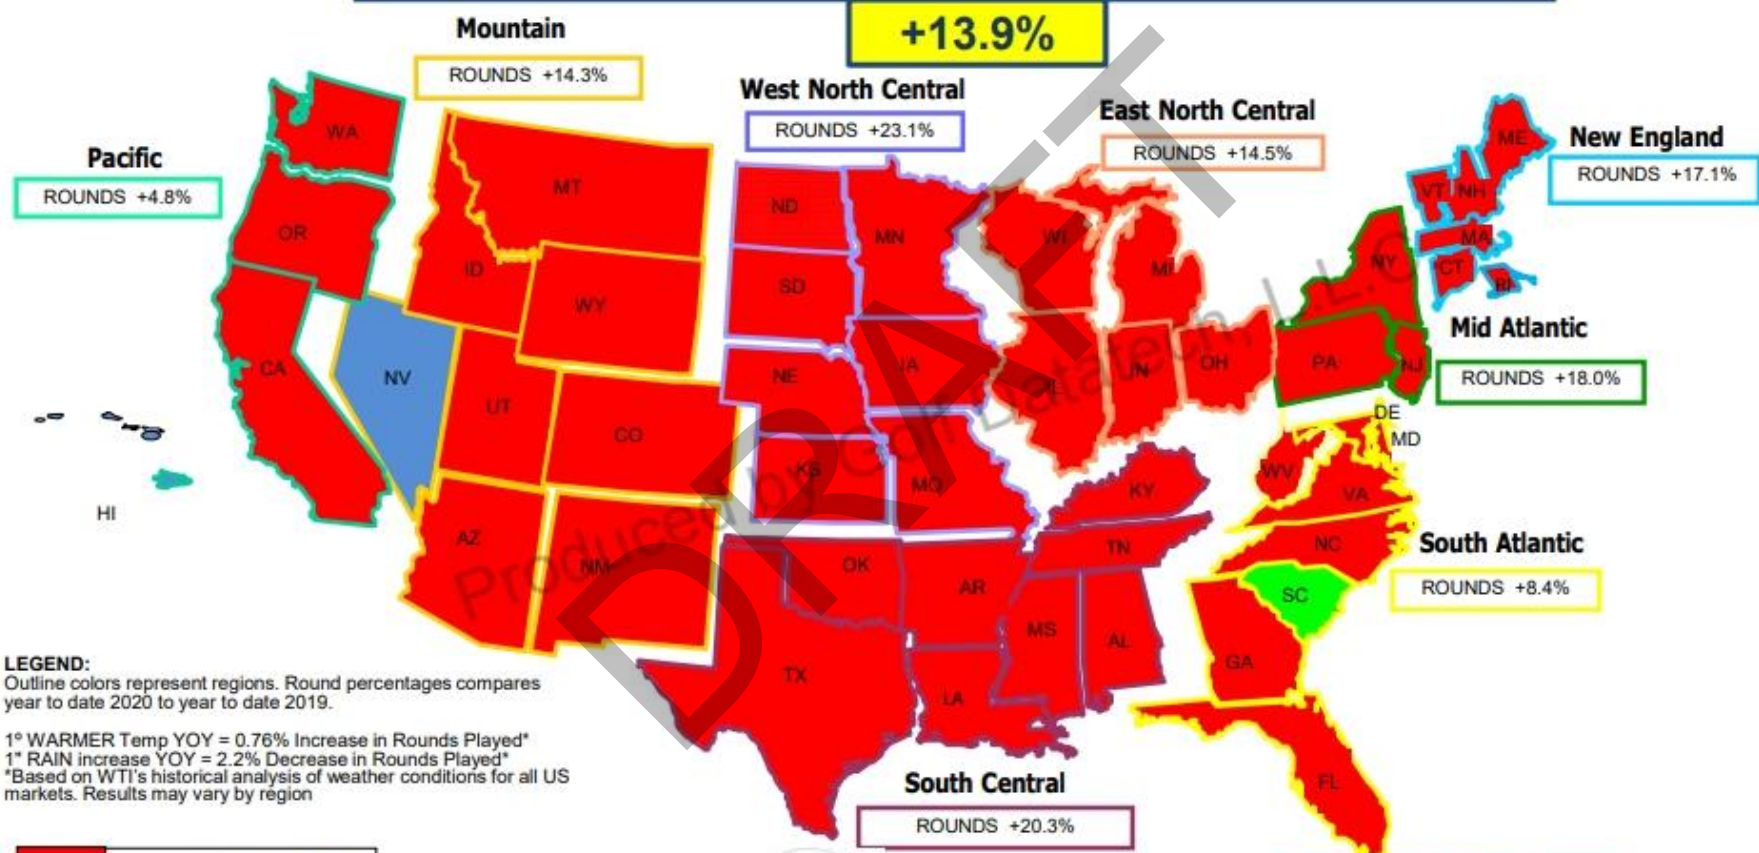 +13.9%
Mountain
ROUNDS +14.3%
West North Central
ROUNDS +23.1%
East North Central
ROUNDS +14.5%
New England
ROUNDS +17.1%
Pacific
ROUNDS +4.8%
Mid Atlantic
ROUNDS +18.0%
South Atlantic
ROUNDS +8.4%
South Central
ROUNDS +20.3%
WA
OR
CA
HI
MT
ID
WY
NV
UT
CO
AZ
NM
ND
SD
NE
KS
MN
IA
MO
WI
MI
IL
IN
OH
ME
VT
NH
MA
CT
RI
NY
PA
NJ
DE
MD
WV
VA
NC
SC
GA
FL
KY
TN
MS
AL
OK
AR
TX
LA
DRAFT
Produced by Golf Datatech, L.L.C
LEGEND:
Outline colors represent regions. Round percentages compares
year to date 2020 to year to date 2019.
1º WARMER Temp YOY = 0.76% Increase in Rounds Played*
1" RAIN increase YOY = 2.2% Decrease in Rounds Played*
*Based on WTI's historical analysis of weather conditions for all US
markets. Results may vary by region